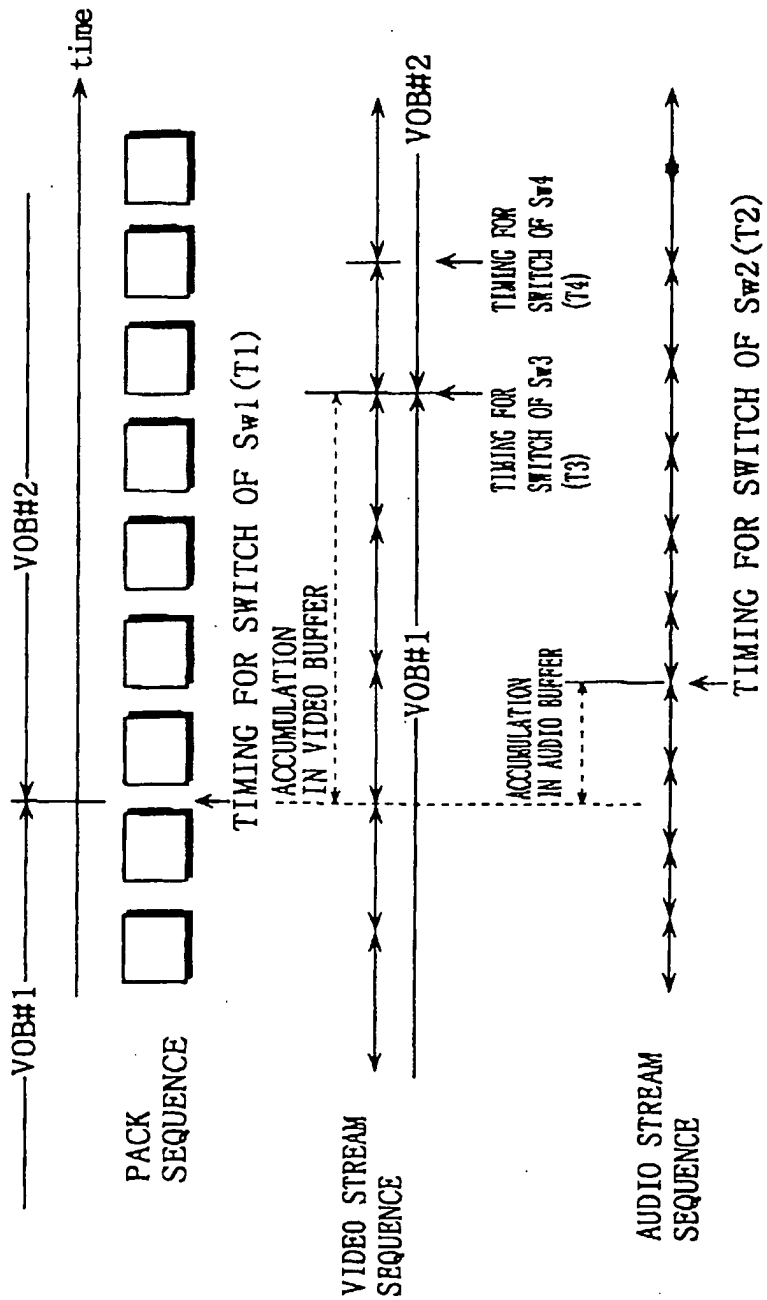 VOB#1
VOB#2
time
PACK
SEQUENCE
TIMING FOR SWITCH OF Sw1(T1)
ACCUMULATION
IN VIDEO BUFFER
VIDEO STREAM
SEQUENCE
VOB#1
VOB#2
TIMING FOR
SWITCH OF Sw3
(T3)
TIMING FOR
SWITCH OF Sw4
(T4)
ACCUMULATION
IN AUDIO BUFFER
AUDIO STREAM
SEQUENCE
TIMING FOR SWITCH OF Sw2(T2)